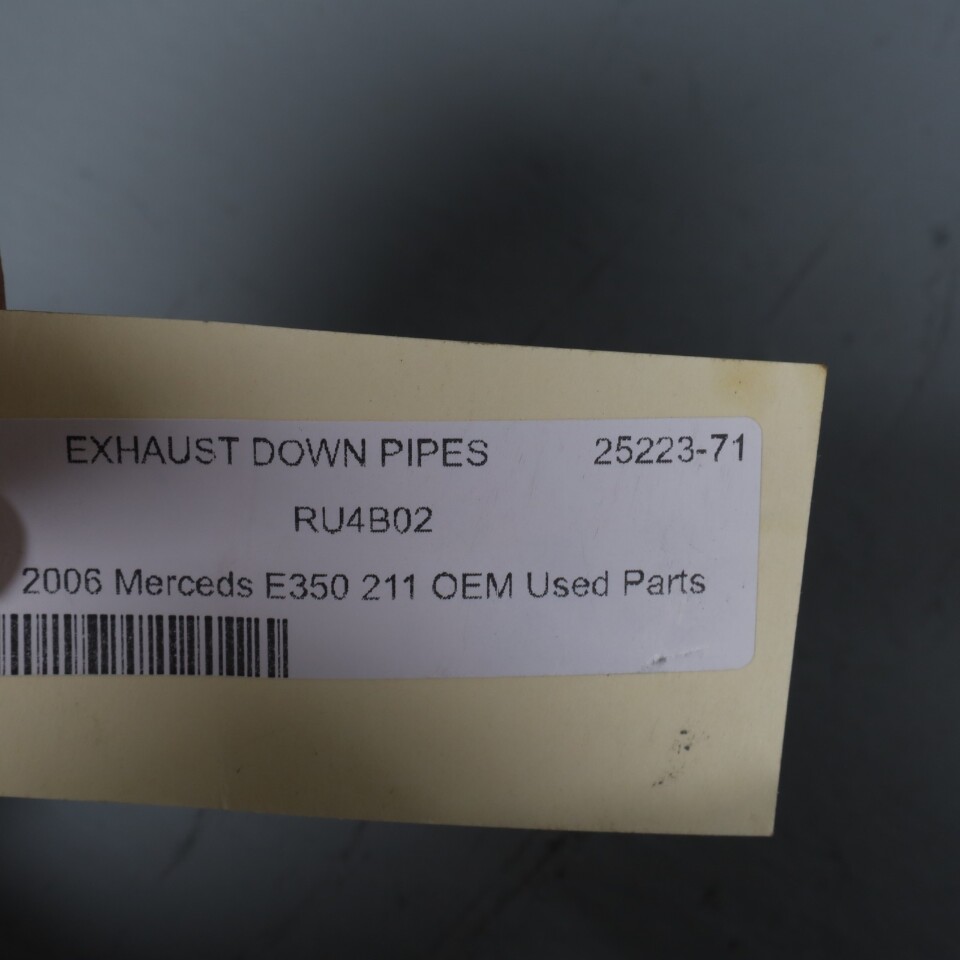 EXHAUST DOWN PIPES 25223-71
RU4B02
2006 Merceds E350 211 OEM Used Parts